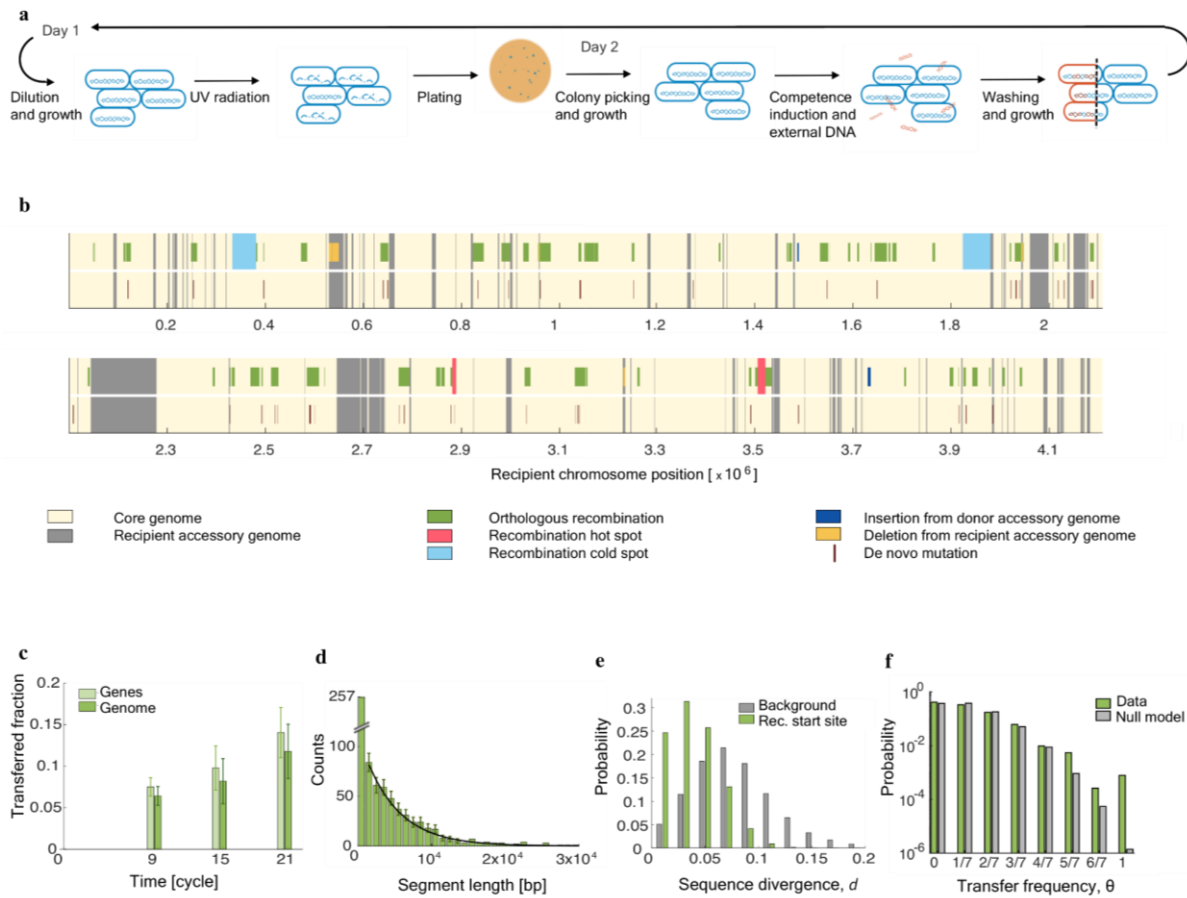 a
Day 1
Day 2
Dilution
and growth
UV radiation
Plating
Colony picking
and growth
Competence
induction and
external DNA
Washing
and growth
b
0.2 0.4 0.6 0.8 1 1.2 1.4 1.6 1.8 2
2.3 2.5 2.7 2.9 3.1 3.3 3.5 3.7 3.9 4.1
Recipient chromosome position [ x 10⁶ ]
Core genome
Recipient accessory genome
Orthologous recombination
Recombination hot spot
Recombination cold spot
Insertion from donor accessory genome
Deletion from recipient accessory genome
De novo mutation
c
Transferred fraction
0.2
0.15
0.1
0.05
0
Genes
Genome
0 9 15 21
Time [cycle]
d
Counts
257
100
50
0
0 10⁴ 2x10⁴ 3x10⁴
Segment length [bp]
e
Probability
0.3
0.25
0.2
0.15
0.1
0.05
0
Background
Rec. start site
0 0.05 0.1 0.15 0.2
Sequence divergence, d
f
Probability
10⁰
10⁻²
10⁻⁴
10⁻⁶
Data
Null model
0 1/7 2/7 3/7 4/7 5/7 6/7 1
Transfer frequency, θ